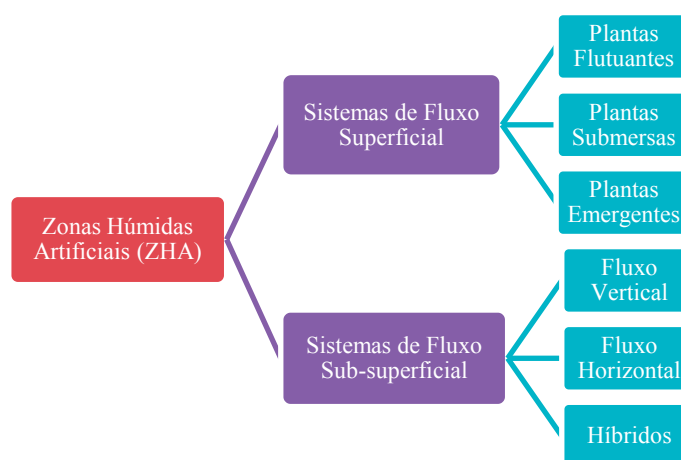 Zonas Húmidas
Artificiais (ZHA)
Sistemas de Fluxo
Superficial
Plantas
Flutuantes
Plantas
Submersas
Plantas
Emergentes
Sistemas de Fluxo
Sub-superficial
Fluxo
Vertical
Fluxo
Horizontal
Híbridos